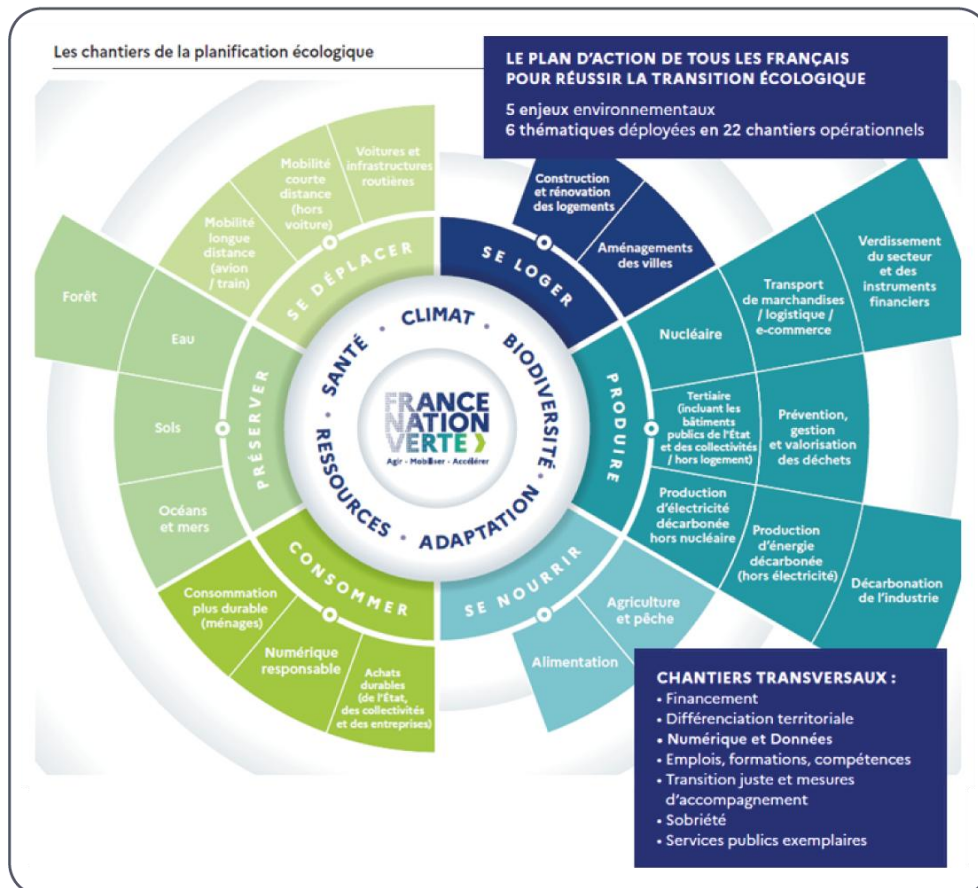 Les chantiers de la planification écologique
LE PLAN D'ACTION DE TOUS LES FRANÇAIS
POUR RÉUSSIR LA TRANSITION ÉCOLOGIQUE
5 enjeux environnementaux
6 thématiques déployées en 22 chantiers opérationnels
SE DÉPLACER
Mobilité
longue
distance
(avion
/ train)
Mobilité
courte
distance
(hors
voiture)
Voitures et
infrastructures
routières
SE LOGER
Construction
et rénovation
des logements
Aménagements
des villes
PRODUIRE
Nucléaire
Transport
de marchandises
/ logistique /
e-commerce
Verdissement
du secteur
et des
instruments
financiers
Tertiaire
(incluant les
bâtiments
publics de l'État
et des collectivités
/ hors logement)
Prévention,
gestion
et valorisation
des déchets
Production
d'électricité
décarbonée
hors nucléaire
Production
d'énergie
décarbonée
(hors électricité)
Décarbonation
de l'industrie
SE NOURRIR
Agriculture
et pêche
Alimentation
CONSOMMER
Consommation
plus durable
(ménages)
Numérique
responsable
Achats
durables
(de l'État,
des collectivités
et des entreprises)
PRÉSERVER
Forêt
Eau
Sols
Océans
et mers
SANTÉ • CLIMAT • BIODIVERSITÉ • ADAPTATION • RESSOURCES •
FRANCE
NATION
VERTE
Agir - Mobiliser - Accélérer
CHANTIERS TRANSVERSAUX :
• Financement
• Différenciation territoriale
• Numérique et Données
• Emplois, formations, compétences
• Transition juste et mesures
d'accompagnement
• Sobriété
• Services publics exemplaires